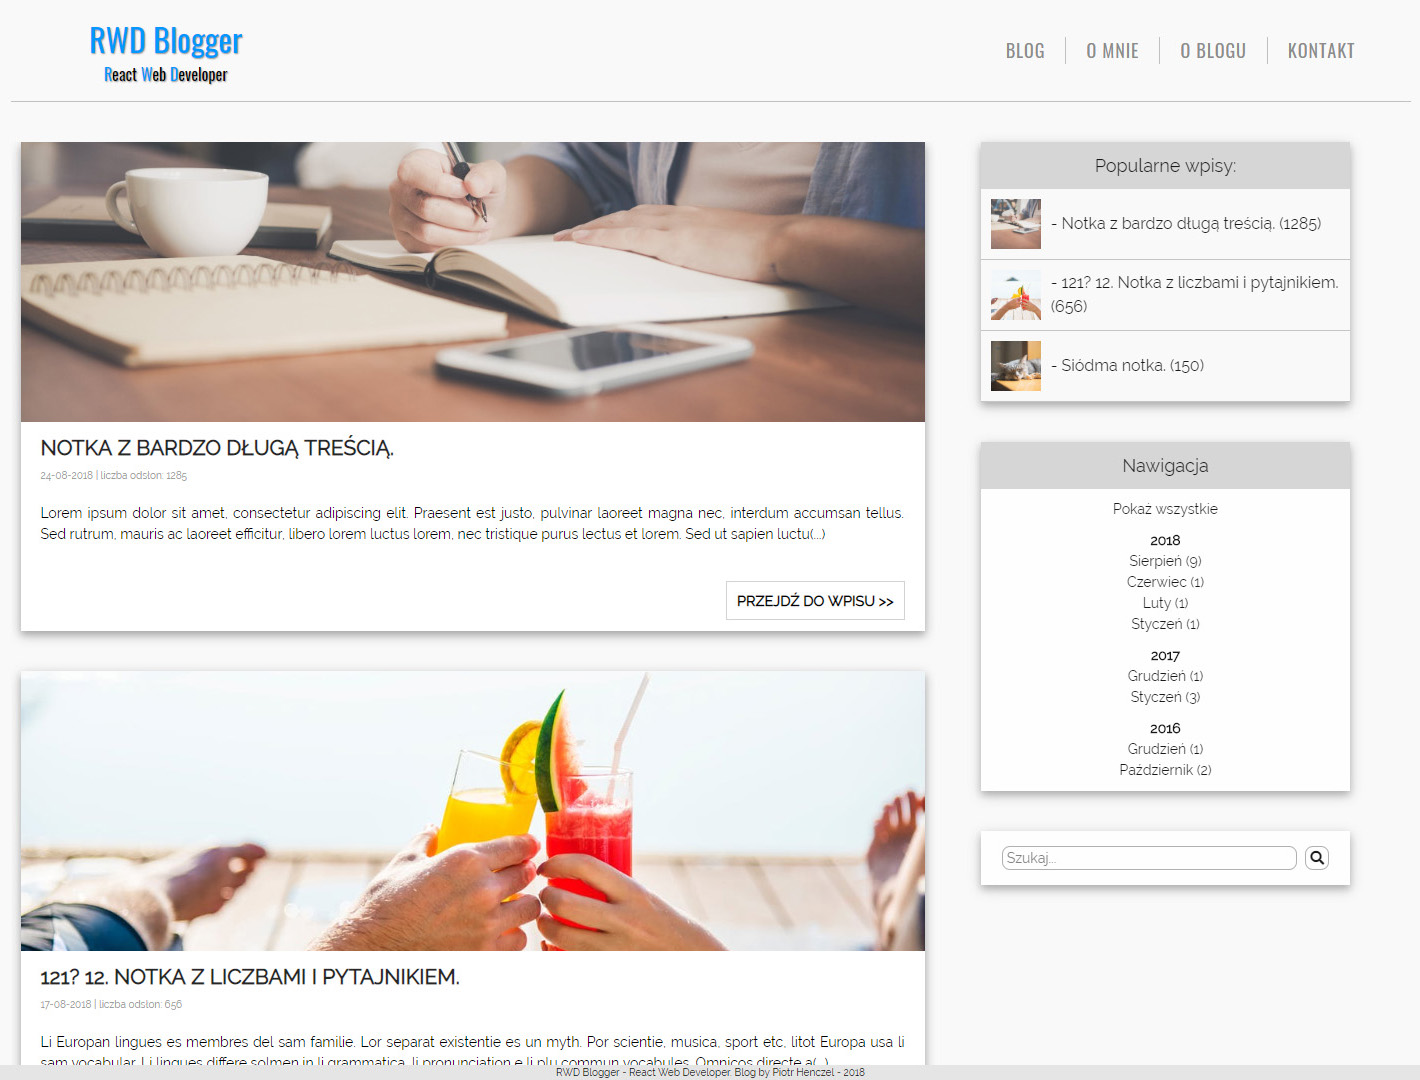 RWD Blogger
React Web Developer
BLOG
O MNIE
O BLOGU
KONTAKT
NOTKA Z BARDZO DŁUGĄ TREŚCIĄ.
24-08-2018 | liczba odsłon: 1285
Lorem ipsum dolor sit amet, consectetur adipiscing elit. Praesent est justo, pulvinar laoreet magna nec, interdum accumsan tellus.
Sed rutrum, mauris ac laoreet efficitur, libero lorem luctus lorem, nec tristique purus lectus et lorem. Sed ut sapien luctu(...)
PRZEJDŹ DO WPISU >>
121? 12. NOTKA Z LICZBAMI I PYTAJNIKIEM.
17-08-2018 | liczba odsłon: 656
Li Europan lingues es membres del sam familie. Lor separat existentie es un myth. Por scientie, musica, sport etc, litot Europa usa li
sam vocabular. Li lingues differe solmen in li grammatica, li pronunciation e li plu commun vocabules. Omnicos directe a(...)
Popularne wpisy:
- Notka z bardzo długą treścią. (1285)
- 121? 12. Notka z liczbami i pytajnikiem.
(656)
- Siódma notka. (150)
Nawigacja
Pokaż wszystkie
2018
Sierpień (9)
Czerwiec (1)
Luty (1)
Styczeń (1)
2017
Grudzień (1)
Styczeń (3)
2016
Grudzień (1)
Październik (2)
Szukaj...
RWD Blogger - React Web Developer. Blog by Piotr Henczel - 2018